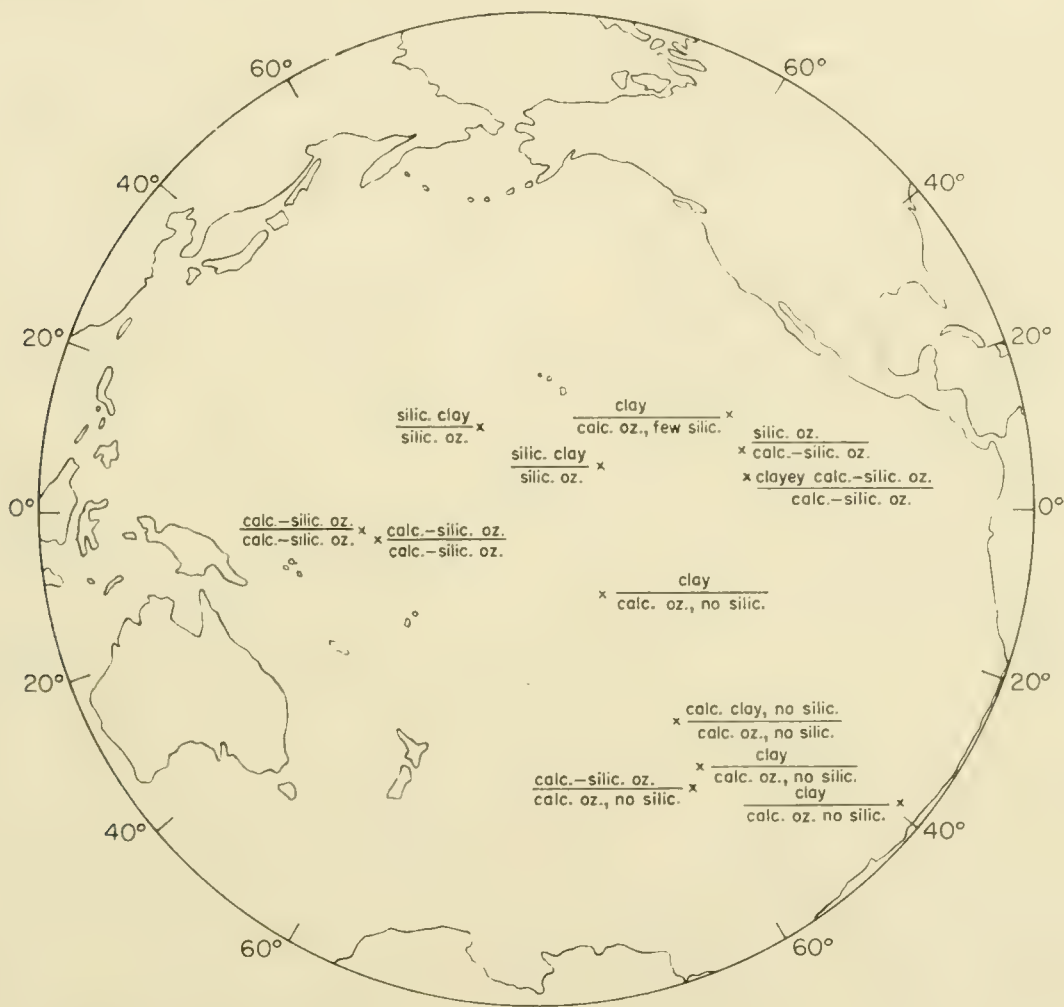 60°
60°
40°
40°
20°
20°
silic. clay
silic. oz.
clay
calc. oz., few silic.
silic. oz.
calc.-silic. oz.
silic. clay
silic. oz.
clayey calc.-silic. oz.
calc.-silic. oz.
0°
0°
calc.-silic. oz.
calc.-silic. oz.
calc.-silic. oz.
calc.-silic. oz.
clay
calc. oz., no silic.
20°
20°
calc. clay, no silic.
calc. oz., no silic.
clay
calc. oz., no silic.
calc.-silic. oz.
calc. oz., no silic.
clay
calc. oz. no silic.
40°
40°
60°
60°